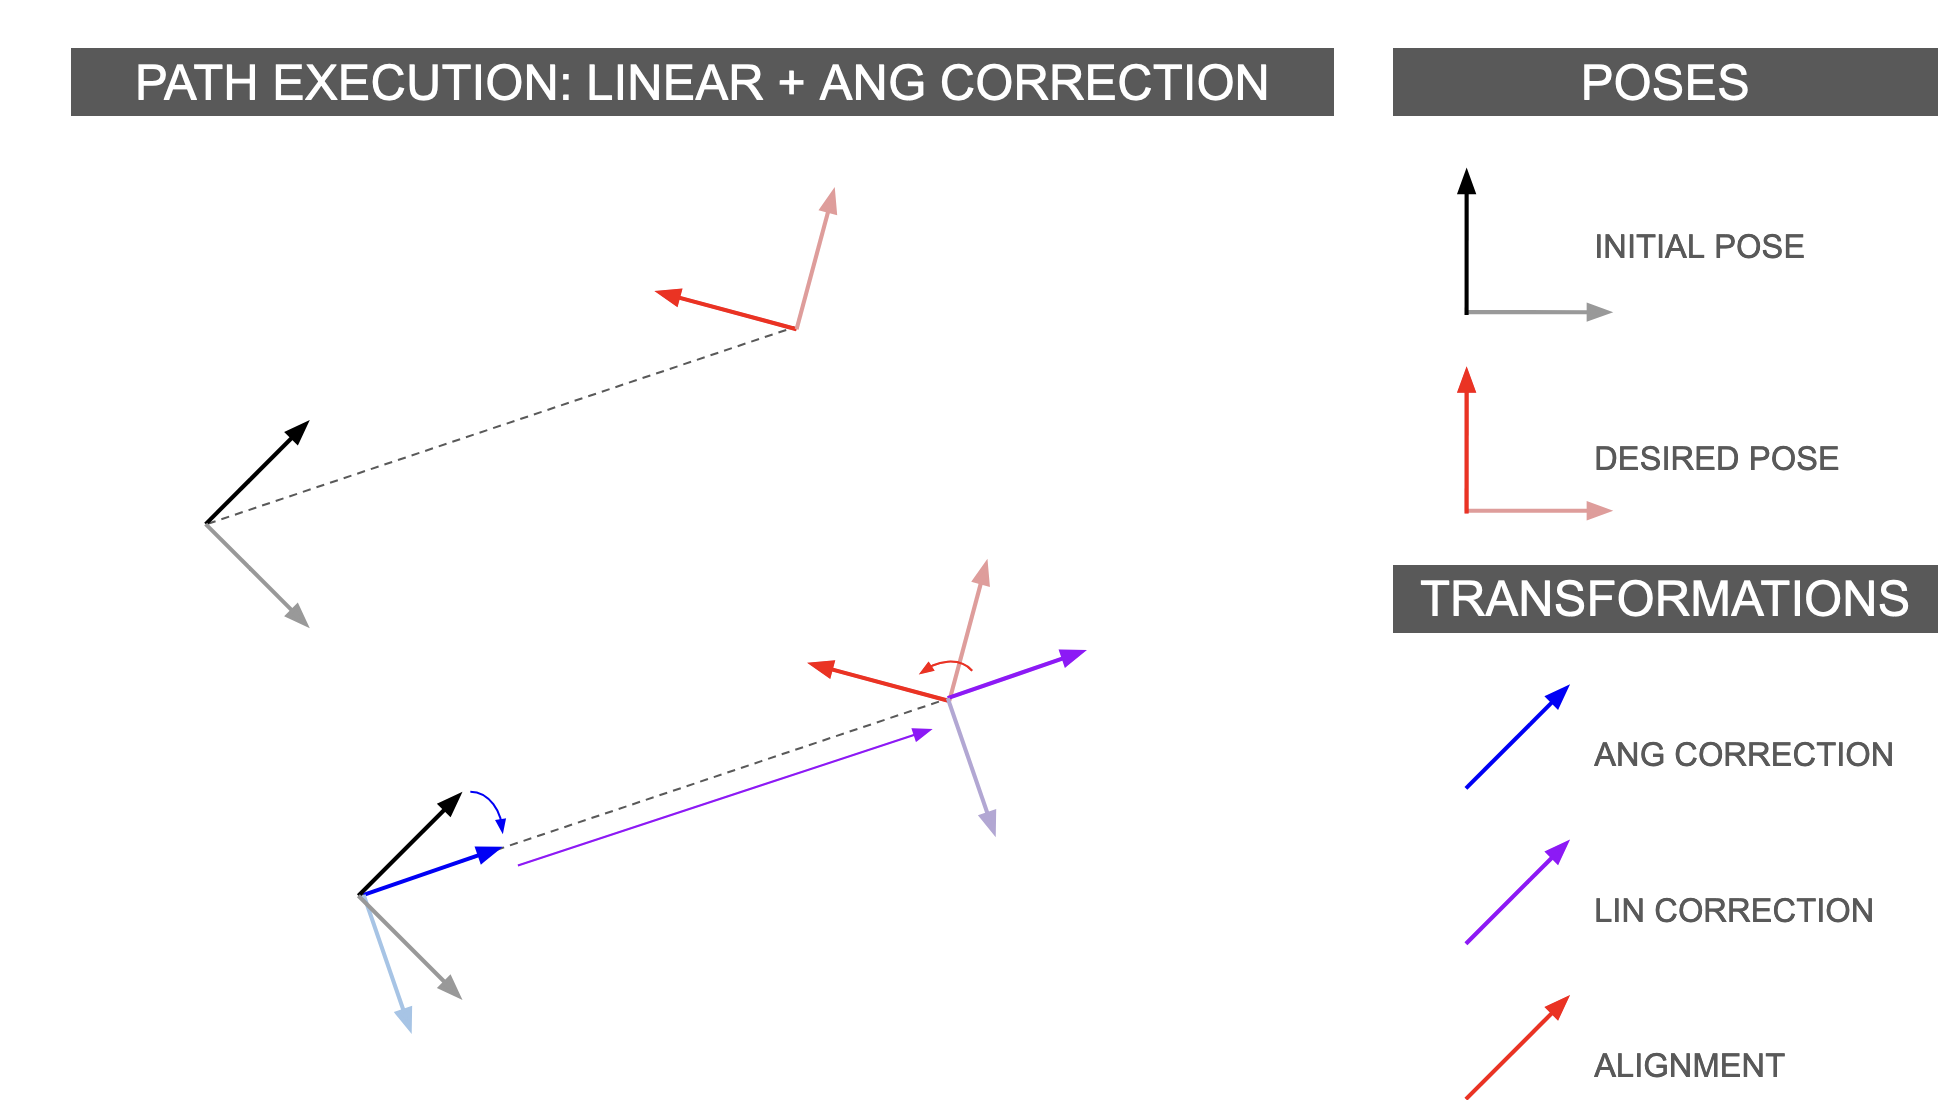 PATH EXECUTION: LINEAR + ANG CORRECTION
POSES
INITIAL POSE
DESIRED POSE
TRANSFORMATIONS
ANG CORRECTION
LIN CORRECTION
ALIGNMENT